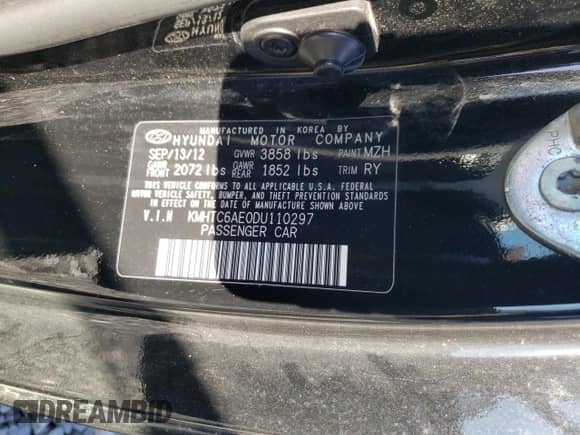 MANUFACTURED IN KOREA BY
HYUNDAI MOTOR COMPANY
SEP/13/12 GVWR 3858 lbs PAINT MZH
GAWR FRONT 2072 lbs GAWR REAR 1852 lbs TRIM RY
THIS VEHICLE CONFORMS TO ALL APPLICABLE U.S.A. FEDERAL
MOTOR VEHICLE SAFETY, BUMPER, AND THEFT PREVENTION STANDARDS
IN EFFECT ON THE DATE OF MANUFACTURE SHOWN ABOVE.
V.I.N KMHTC6AE0DU110297
PASSENGER CAR
PHC
DREAMBID